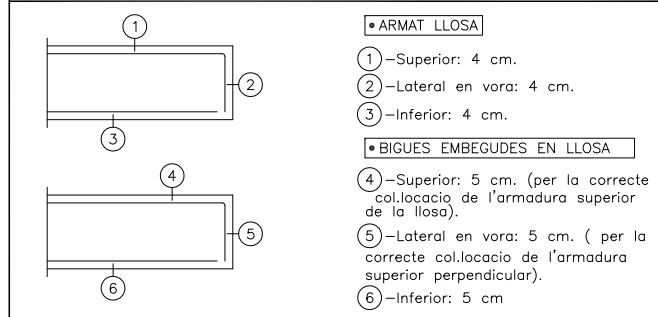 1
2
3
4
5
6
• ARMAT LLOSA
1 -Superior: 4 cm.
2 -Lateral en vora: 4 cm.
3 -Inferior: 4 cm.
• BIGUES EMBEGUDES EN LLOSA
4 -Superior: 5 cm. (per la correcte
col.locacio de l'armadura superior
de la llosa).
5 -Lateral en vora: 5 cm. ( per la
correcte col.locacio de l'armadura
superior perpendicular).
6 -Inferior: 5 cm